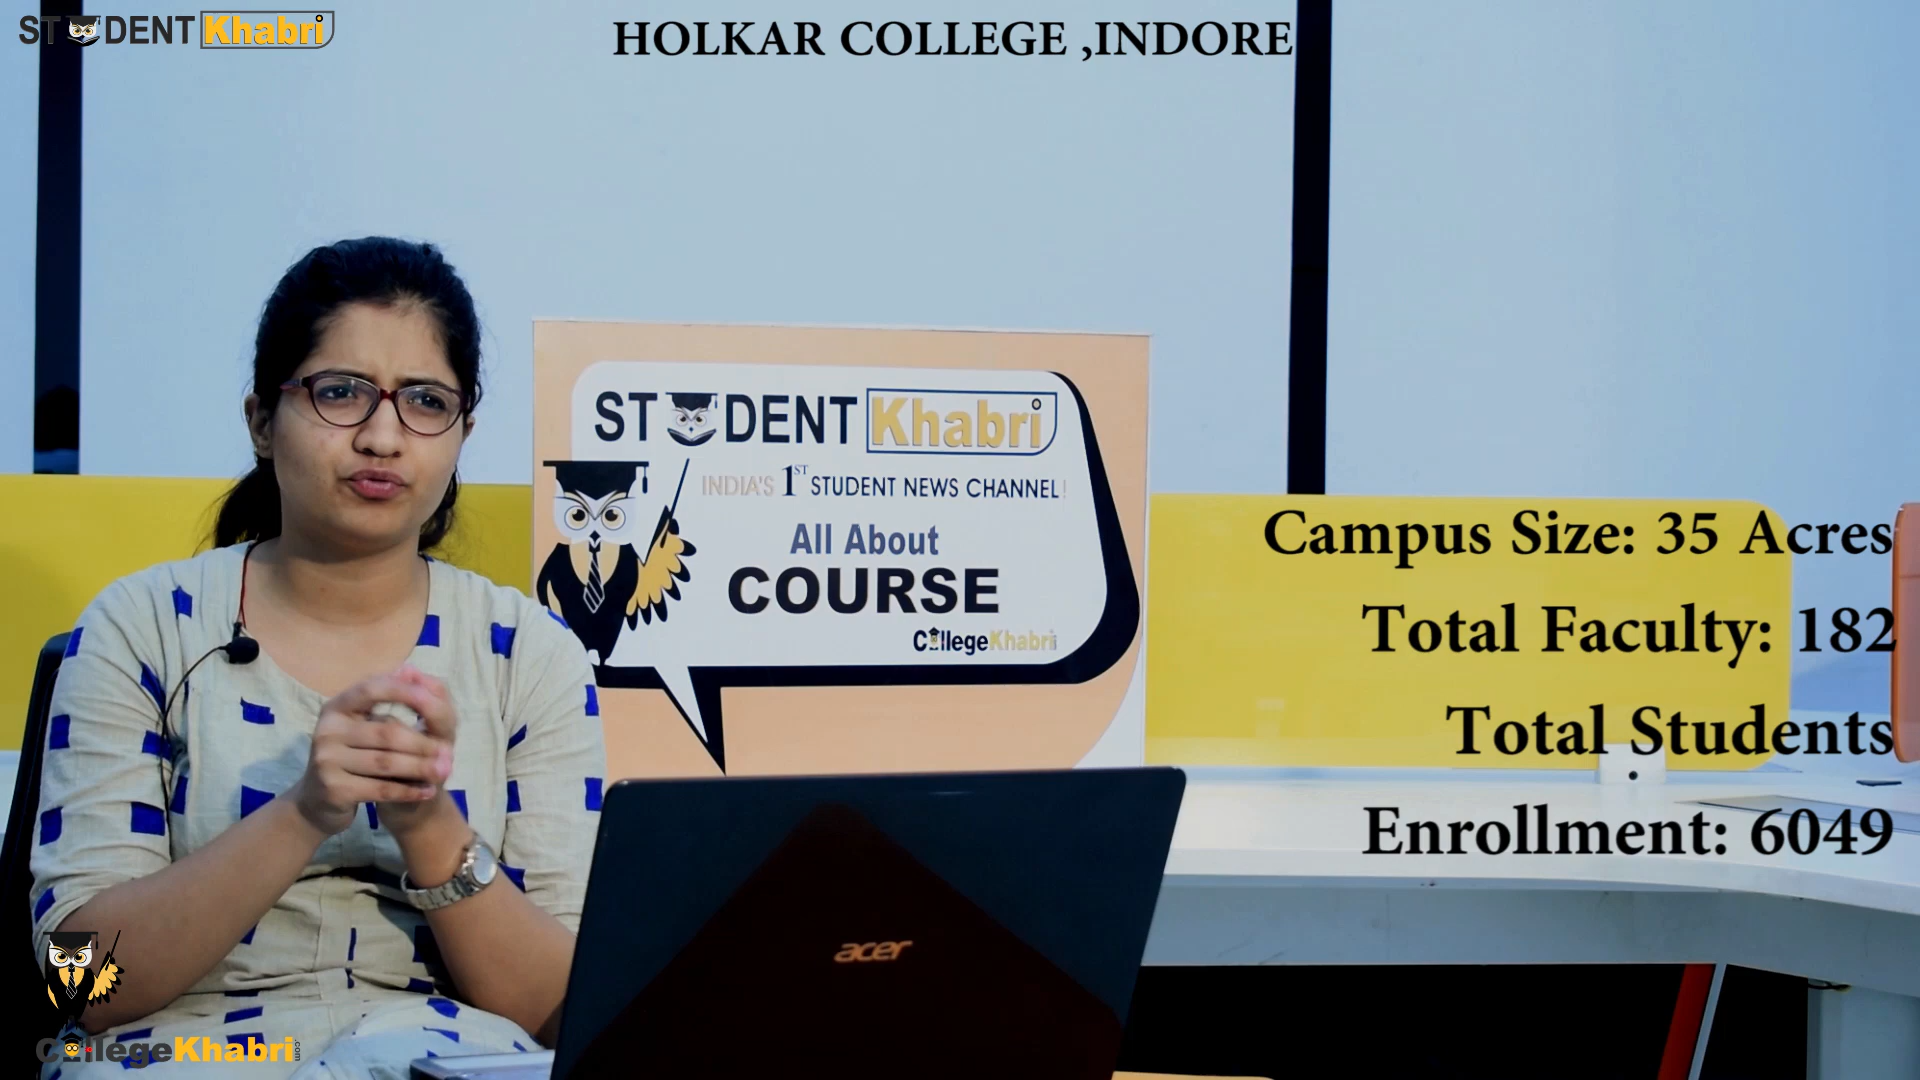 STUDENT Khabri
HOLKAR COLLEGE ,INDORE
STUDENT Khabri
INDIA'S 1ST STUDENT NEWS CHANNEL!
All About
COURSE
CollegeKhabri
Campus Size: 35 Acres
Total Faculty: 182
Total Students
Enrollment: 6049
acer
CollegeKhabri.com